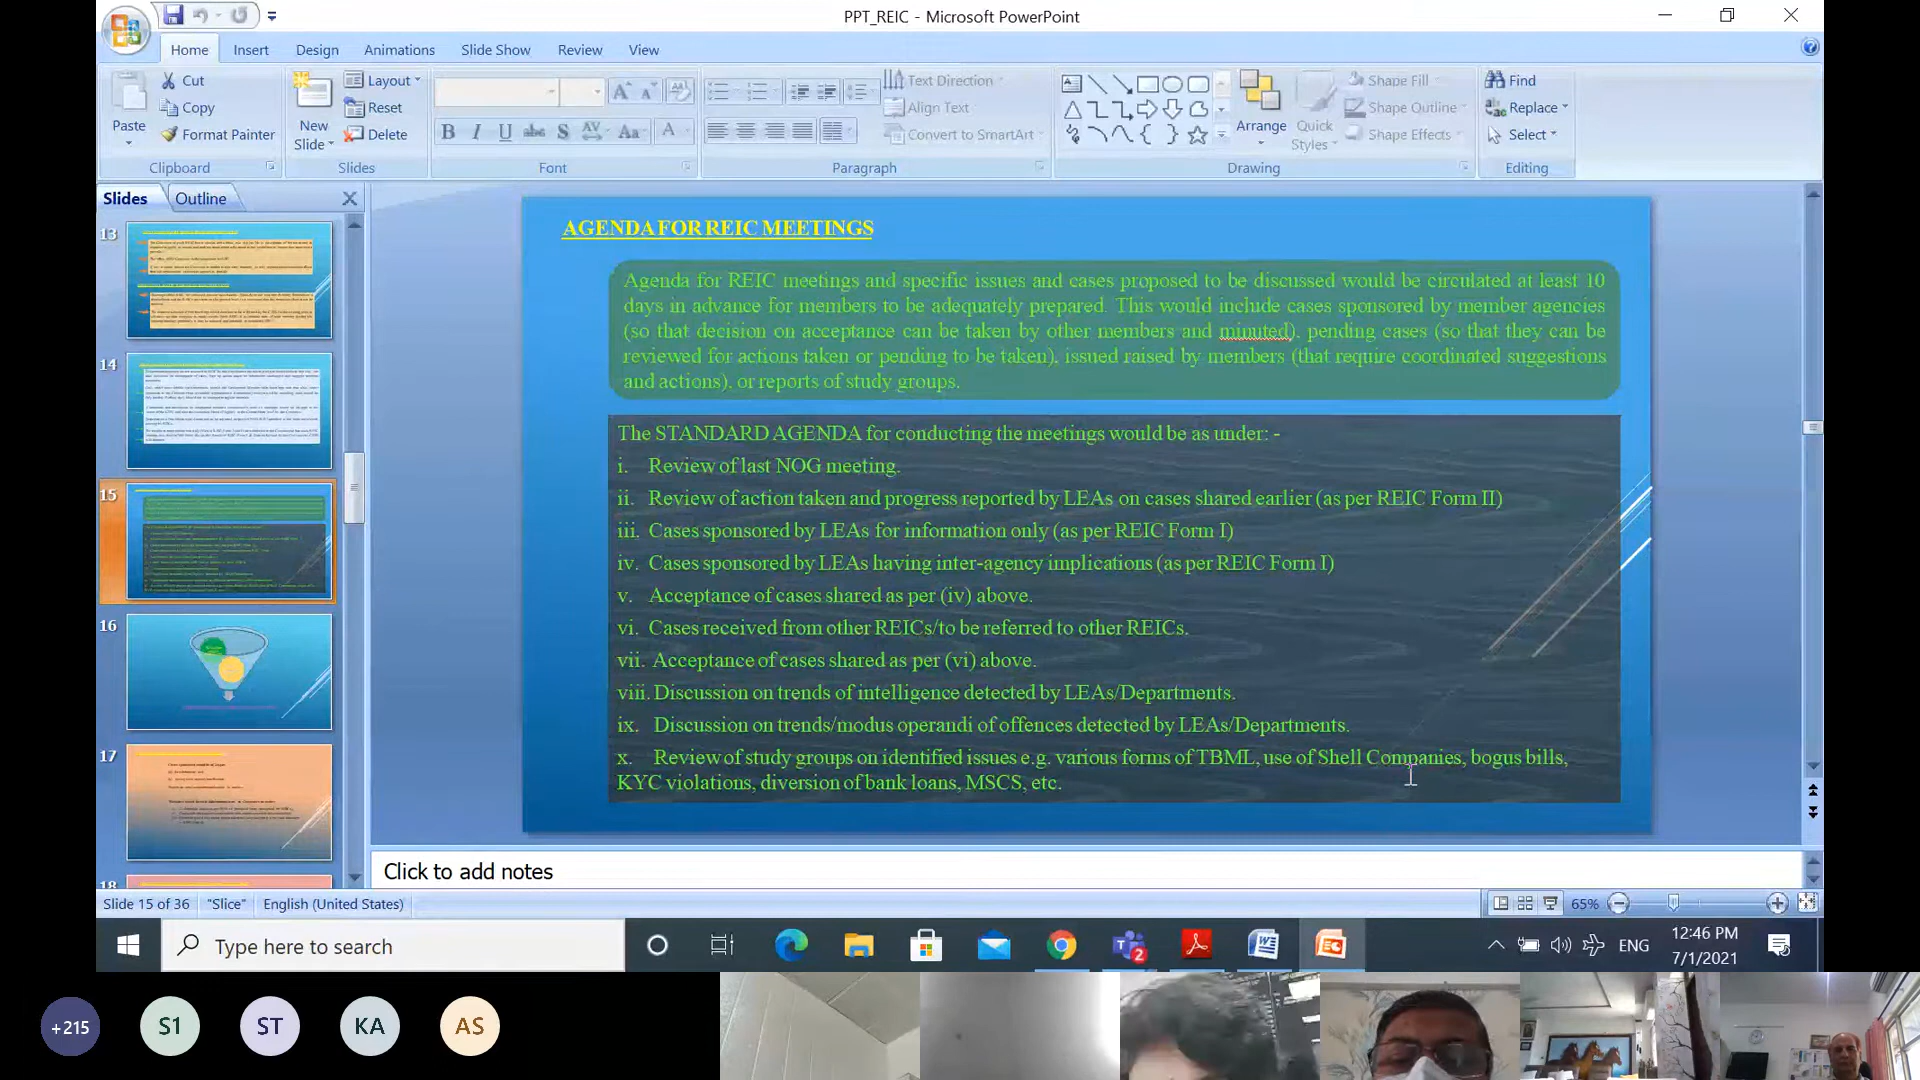 PPT_REIC - Microsoft PowerPoint
Home Insert Design Animations Slide Show Review View
Paste
Cut
Copy
Format Painter
Clipboard
New
Slide
Layout
Reset
Delete
Slides
Font
Text Direction
Align Text
Convert to SmartArt
Paragraph
Arrange
Quick
Styles
Shape Fill
Shape Outline
Shape Effects
Drawing
Find
Replace
Select
Editing
Slides Outline
13
14
15
16
17
18
AGENDA FOR REIC MEETINGS
Agenda for REIC meetings and specific issues and cases proposed to be discussed would be circulated at least 10
days in advance for members to be adequately prepared. This would include cases sponsored by member agencies
(so that decision on acceptance can be taken by other members and minuted), pending cases (so that they can be
reviewed for actions taken or pending to be taken), issued raised by members (that require coordinated suggestions
and actions), or reports of study groups.
The STANDARD AGENDA for conducting the meetings would be as under: -
i. Review of last NOG meeting.
ii. Review of action taken and progress reported by LEAs on cases shared earlier (as per REIC Form II)
iii. Cases sponsored by LEAs for information only (as per REIC Form I)
iv. Cases sponsored by LEAs having inter-agency implications (as per REIC Form I)
v. Acceptance of cases shared as per (iv) above.
vi. Cases received from other REICs/to be referred to other REICs.
vii. Acceptance of cases shared as per (vi) above.
viii. Discussion on trends of intelligence detected by LEAs/Departments.
ix. Discussion on trends/modus operandi of offences detected by LEAs/Departments.
x. Review of study groups on identified issues e.g. various forms of TBML, use of Shell Companies, bogus bills,
KYC violations, diversion of bank loans, MSCS, etc.
Click to add notes
Slide 15 of 36 "Slice" English (United States) 65%
Type here to search
2
ENG
12:46 PM
7/1/2021
+215 S1 ST KA AS